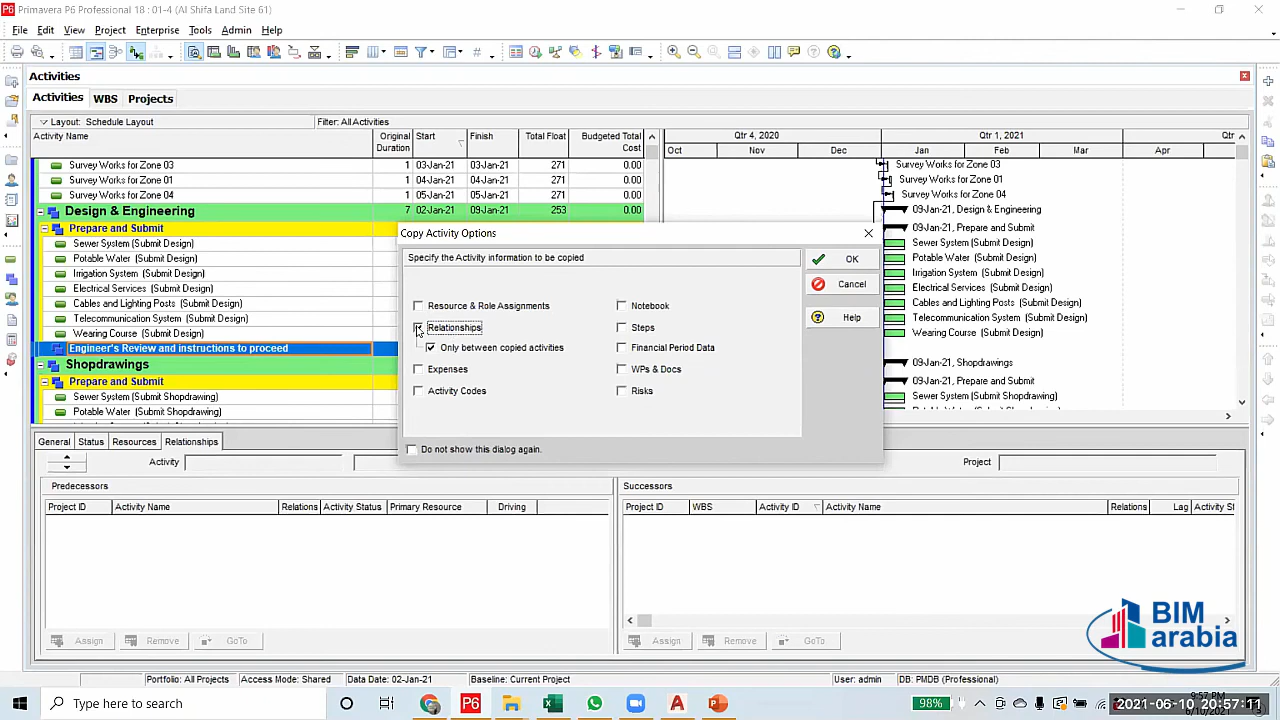 Primavera P6 Professional 18 : 01-4 (Al Shifa Land Site 61)
File Edit View Project Enterprise Tools Admin Help
Activities
Activities WBS Projects
Layout: Schedule Layout Filter: All Activities
Activity Name Original Duration Start Finish Total Float Budgeted Total Cost
Qtr 4, 2020 Qtr 1, 2021 Qtr
Oct Nov Dec Jan Feb Mar Apr
Survey Works for Zone 03 1 03-Jan-21 03-Jan-21 271 0.00 Survey Works for Zone 03
Survey Works for Zone 01 1 04-Jan-21 04-Jan-21 271 0.00 Survey Works for Zone 01
Survey Works for Zone 04 1 05-Jan-21 05-Jan-21 271 0.00 Survey Works for Zone 04
Design & Engineering 7 02-Jan-21 09-Jan-21 253 0.00 09-Jan-21, Design & Engineering
Prepare and Submit 09-Jan-21, Prepare and Submit
Sewer System (Submit Design) Sewer System (Submit Design)
Potable Water (Submit Design) Potable Water (Submit Design)
Irrigation System (Submit Design) Irrigation System (Submit Design)
Electrical Services (Submit Design) Electrical Services (Submit Design)
Cables and Lighting Posts (Submit Design) Cables and Lighting Posts (Submit Design)
Telecommunication System (Submit Design) Telecommunication System (Submit Design)
Wearing Course (Submit Design) Wearing Course (Submit Design)
Engineer's Review and instructions to proceed
Shopdrawings 09-Jan-21, Shopdrawings
Prepare and Submit 09-Jan-21, Prepare and Submit
Sewer System (Submit Shopdrawing) Sewer System (Submit Shopdrawing)
Potable Water (Submit Shopdrawing) Potable Water (Submit Shopdrawing)
Copy Activity Options
Specify the Activity information to be copied
OK
Cancel
Help
Resource & Role Assignments Notebook
Relationships Steps
Only between copied activities Financial Period Data
Expenses WPs & Docs
Activity Codes Risks
Do not show this dialog again.
General Status Resources Relationships
Activity Project
Predecessors Successors
Project ID Activity Name Relations Activity Status Primary Resource Driving
Project ID WBS Activity ID Activity Name Relations Lag Activity St
Assign Remove GoTo Assign Remove GoTo
BIM
arabia
Portfolio: All Projects Access Mode: Shared Data Date: 02-Jan-21 Baseline: Current Project User: admin DB: PMDB (Professional)
Type here to search
98%
9:57 PM
6/10/2021
2021-06-10 20:57:11